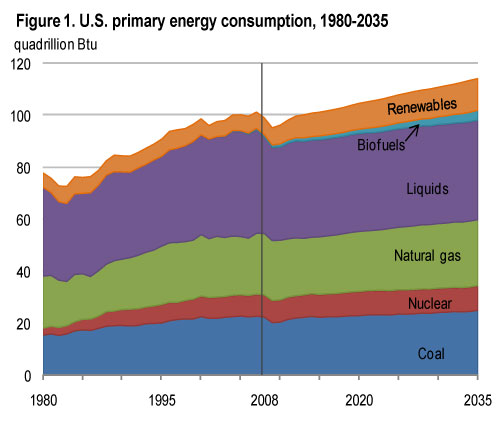 Figure 1. U.S. primary energy consumption, 1980-2035
quadrillion Btu
120
100
80
60
40
20
0
Renewables
Biofuels
Liquids
Natural gas
Nuclear
Coal
1980 1995 2008 2020 2035